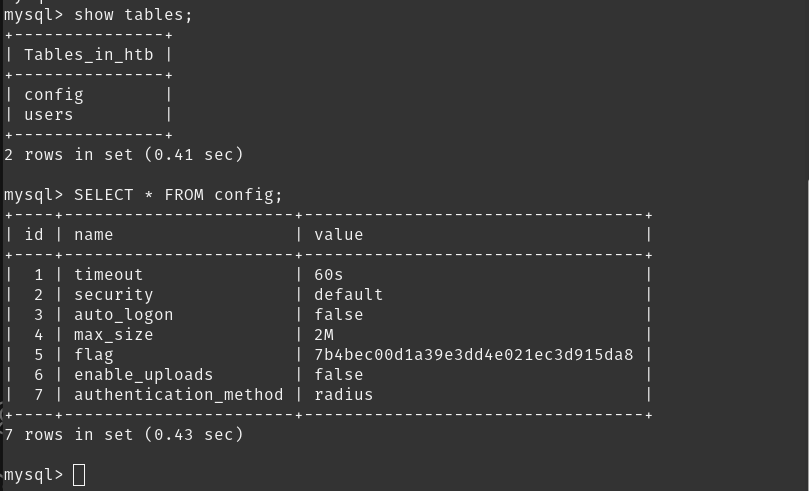 mysql> show tables;
+---------------+
| Tables_in_htb |
+---------------+
| config        |
| users         |
+---------------+
2 rows in set (0.41 sec)

mysql> SELECT * FROM config;
+----+-----------------------+----------------------------------+
| id | name                  | value                            |
+----+-----------------------+----------------------------------+
|  1 | timeout               | 60s                              |
|  2 | security              | default                          |
|  3 | auto_logon            | false                            |
|  4 | max_size              | 2M                               |
|  5 | flag                  | 7b4bec00d1a39e3dd4e021ec3d915da8 |
|  6 | enable_uploads        | false                            |
|  7 | authentication_method | radius                           |
+----+-----------------------+----------------------------------+
7 rows in set (0.43 sec)

mysql>